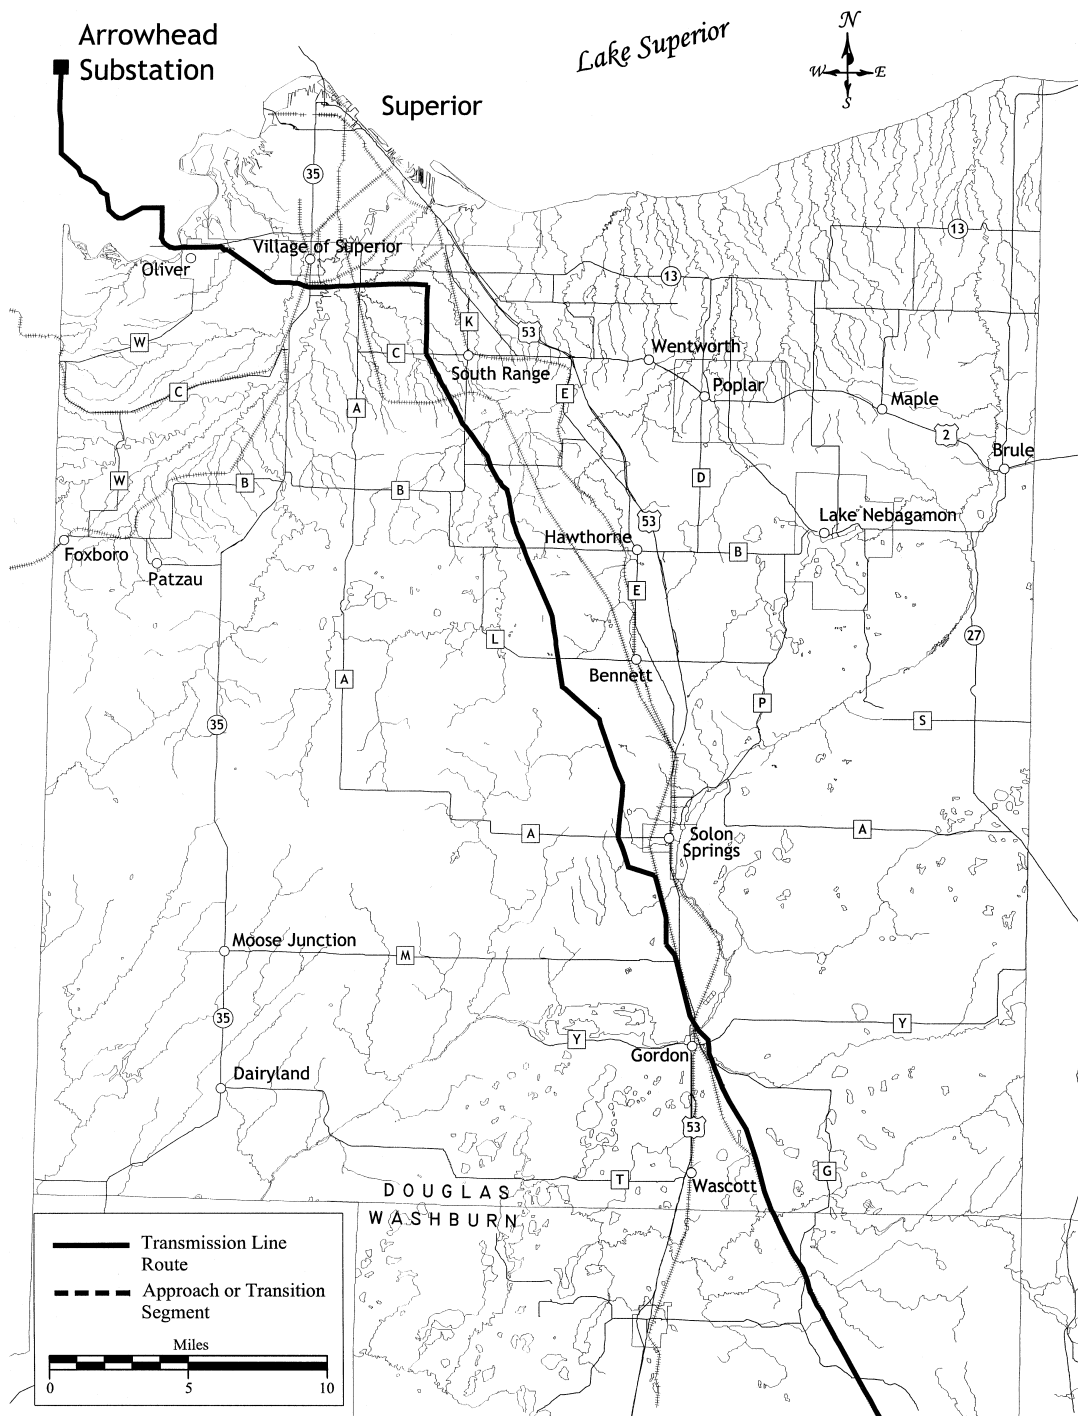 Arrowhead
Substation
Lake Superior
N
W
E
S
Superior
35
13
Village of Superior
Oliver
13
K
53
W
C
Wentworth
South Range
C
E
Poplar
A
Maple
2
Brule
W
B
B
D
53
Lake Nebagamon
Hawthorne
B
Foxboro
Patzau
E
L
27
Bennett
A
P
35
S
A
Solon
Springs
A
Moose Junction
M
35
Y
Y
Gordon
Dairyland
53
G
T
Wascott
DOUGLAS
WASHBURN
Transmission Line
Route
Approach or Transition
Segment
Miles
0
5
10